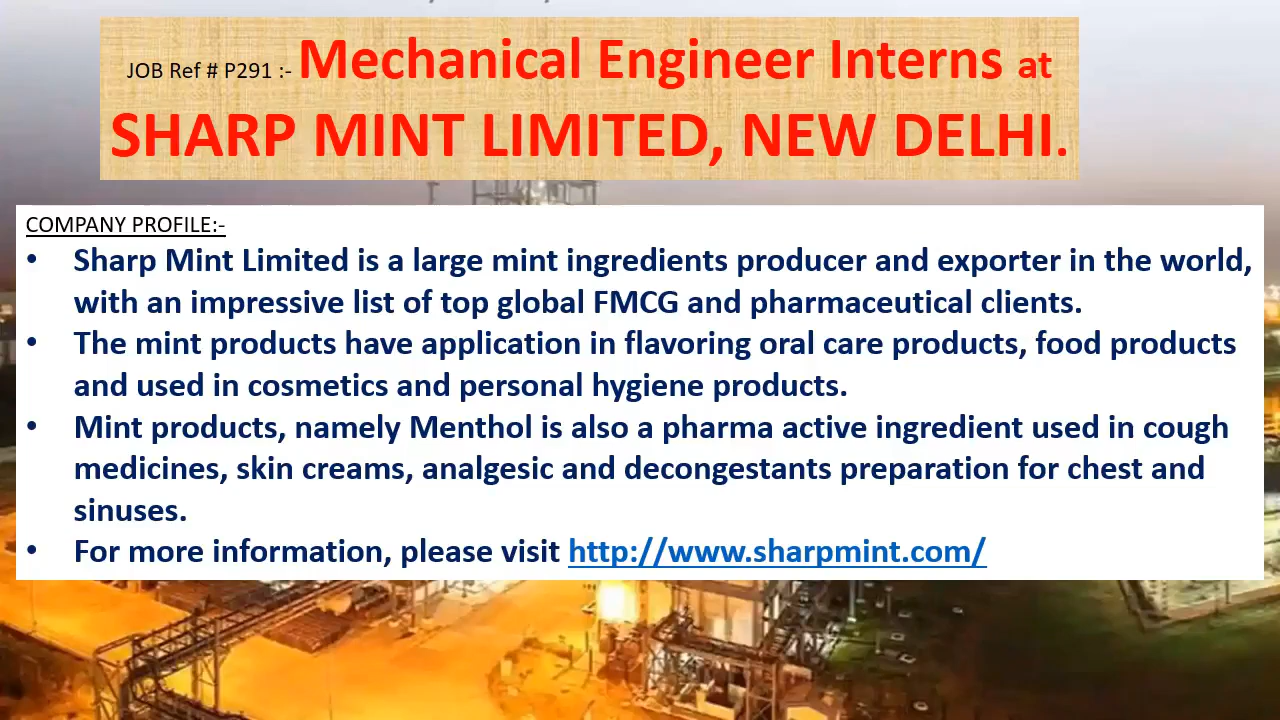 JOB Ref # P291 :- Mechanical Engineer Interns at
SHARP MINT LIMITED, NEW DELHI.
COMPANY PROFILE:-
• Sharp Mint Limited is a large mint ingredients producer and exporter in the world,
with an impressive list of top global FMCG and pharmaceutical clients.
• The mint products have application in flavoring oral care products, food products
and used in cosmetics and personal hygiene products.
• Mint products, namely Menthol is also a pharma active ingredient used in cough
medicines, skin creams, analgesic and decongestants preparation for chest and
sinuses.
• For more information, please visit http://www.sharpmint.com/